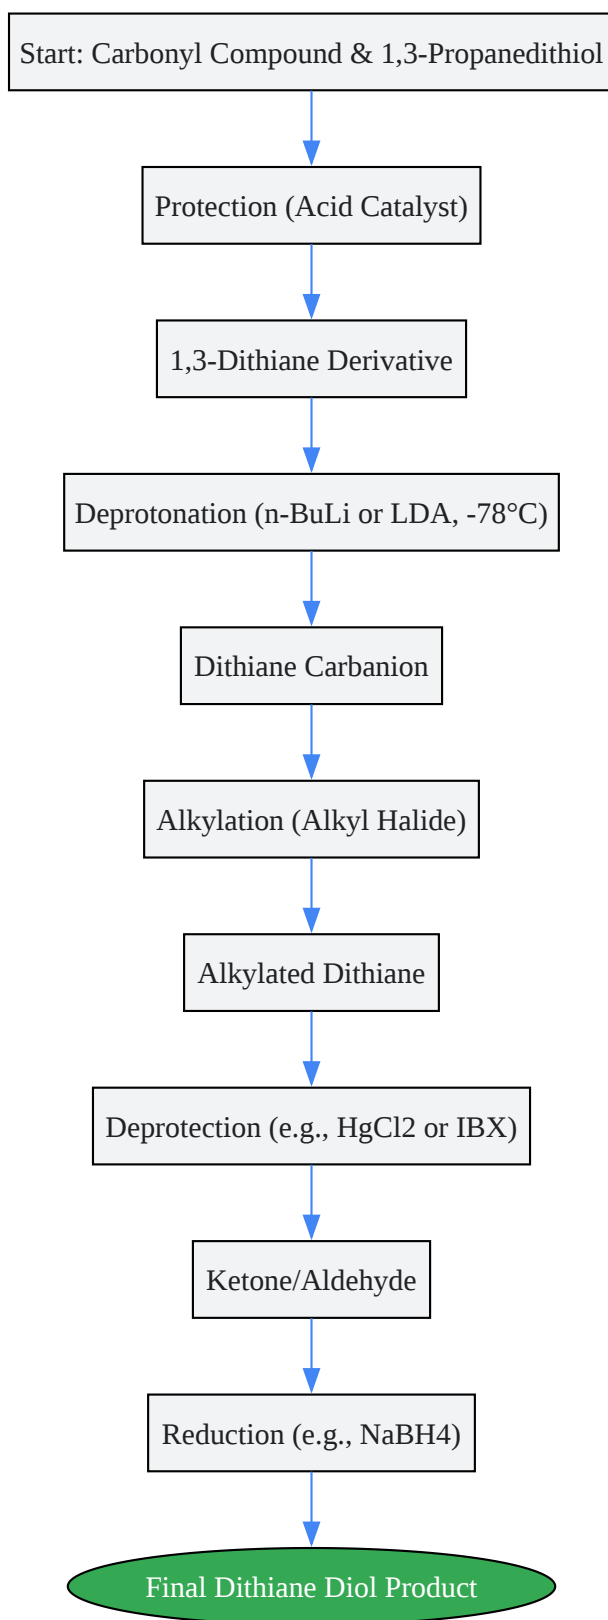 Start: Carbonyl Compound & 1,3-Propanedithiol
Protection (Acid Catalyst)
1,3-Dithiane Derivative
Deprotonation (n-BuLi or LDA, -78°C)
Dithiane Carbanion
Alkylation (Alkyl Halide)
Alkylated Dithiane
Deprotection (e.g., HgCl2 or IBX)
Ketone/Aldehyde
Reduction (e.g., NaBH4)
Final Dithiane Diol Product